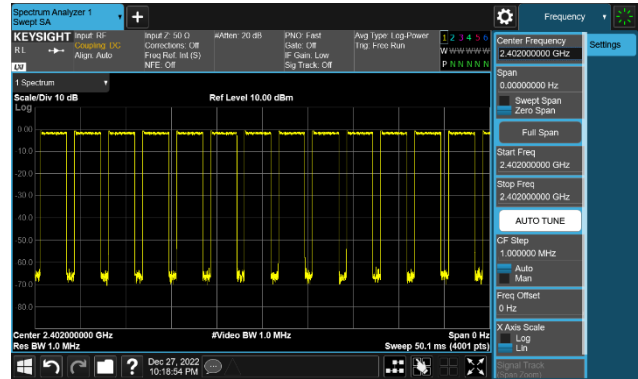 Spectrum Analyzer 1
Swept SA
+
Frequency
KEYSIGHT Input: RF
RL
Coupling: DC
Align: Auto
LXI
Input Z: 50 Ω
Corrections: Off
Freq Ref: Int (S)
NFE: Off
#Atten: 20 dB
PNO: Fast
Gate: Off
IF Gain: Low
Sig Track: Off
Avg Type: Log-Power
Trig: Free Run
1 2 3 4 5 6
W W W W W W
P N N N N N
Center Frequency
2.402000000 GHz
Settings
Span
0.00000000 Hz
Swept Span
Zero Span
Full Span
Start Freq
2.402000000 GHz
Stop Freq
2.402000000 GHz
AUTO TUNE
CF Step
1.000000 MHz
Auto
Man
Freq Offset
0 Hz
X Axis Scale
Log
Lin
Signal Track
(Span Zoom)
1 Spectrum
Scale/Div 10 dB
Ref Level 10.00 dBm
Log
0.00
-10.0
-20.0
-30.0
-40.0
-50.0
-60.0
-70.0
-80.0
Center 2.402000000 GHz
#Video BW 1.0 MHz
Span 0 Hz
Res BW 1.0 MHz
Sweep 50.1 ms (4001 pts)
?
Dec 27, 2022
10:18:54 PM